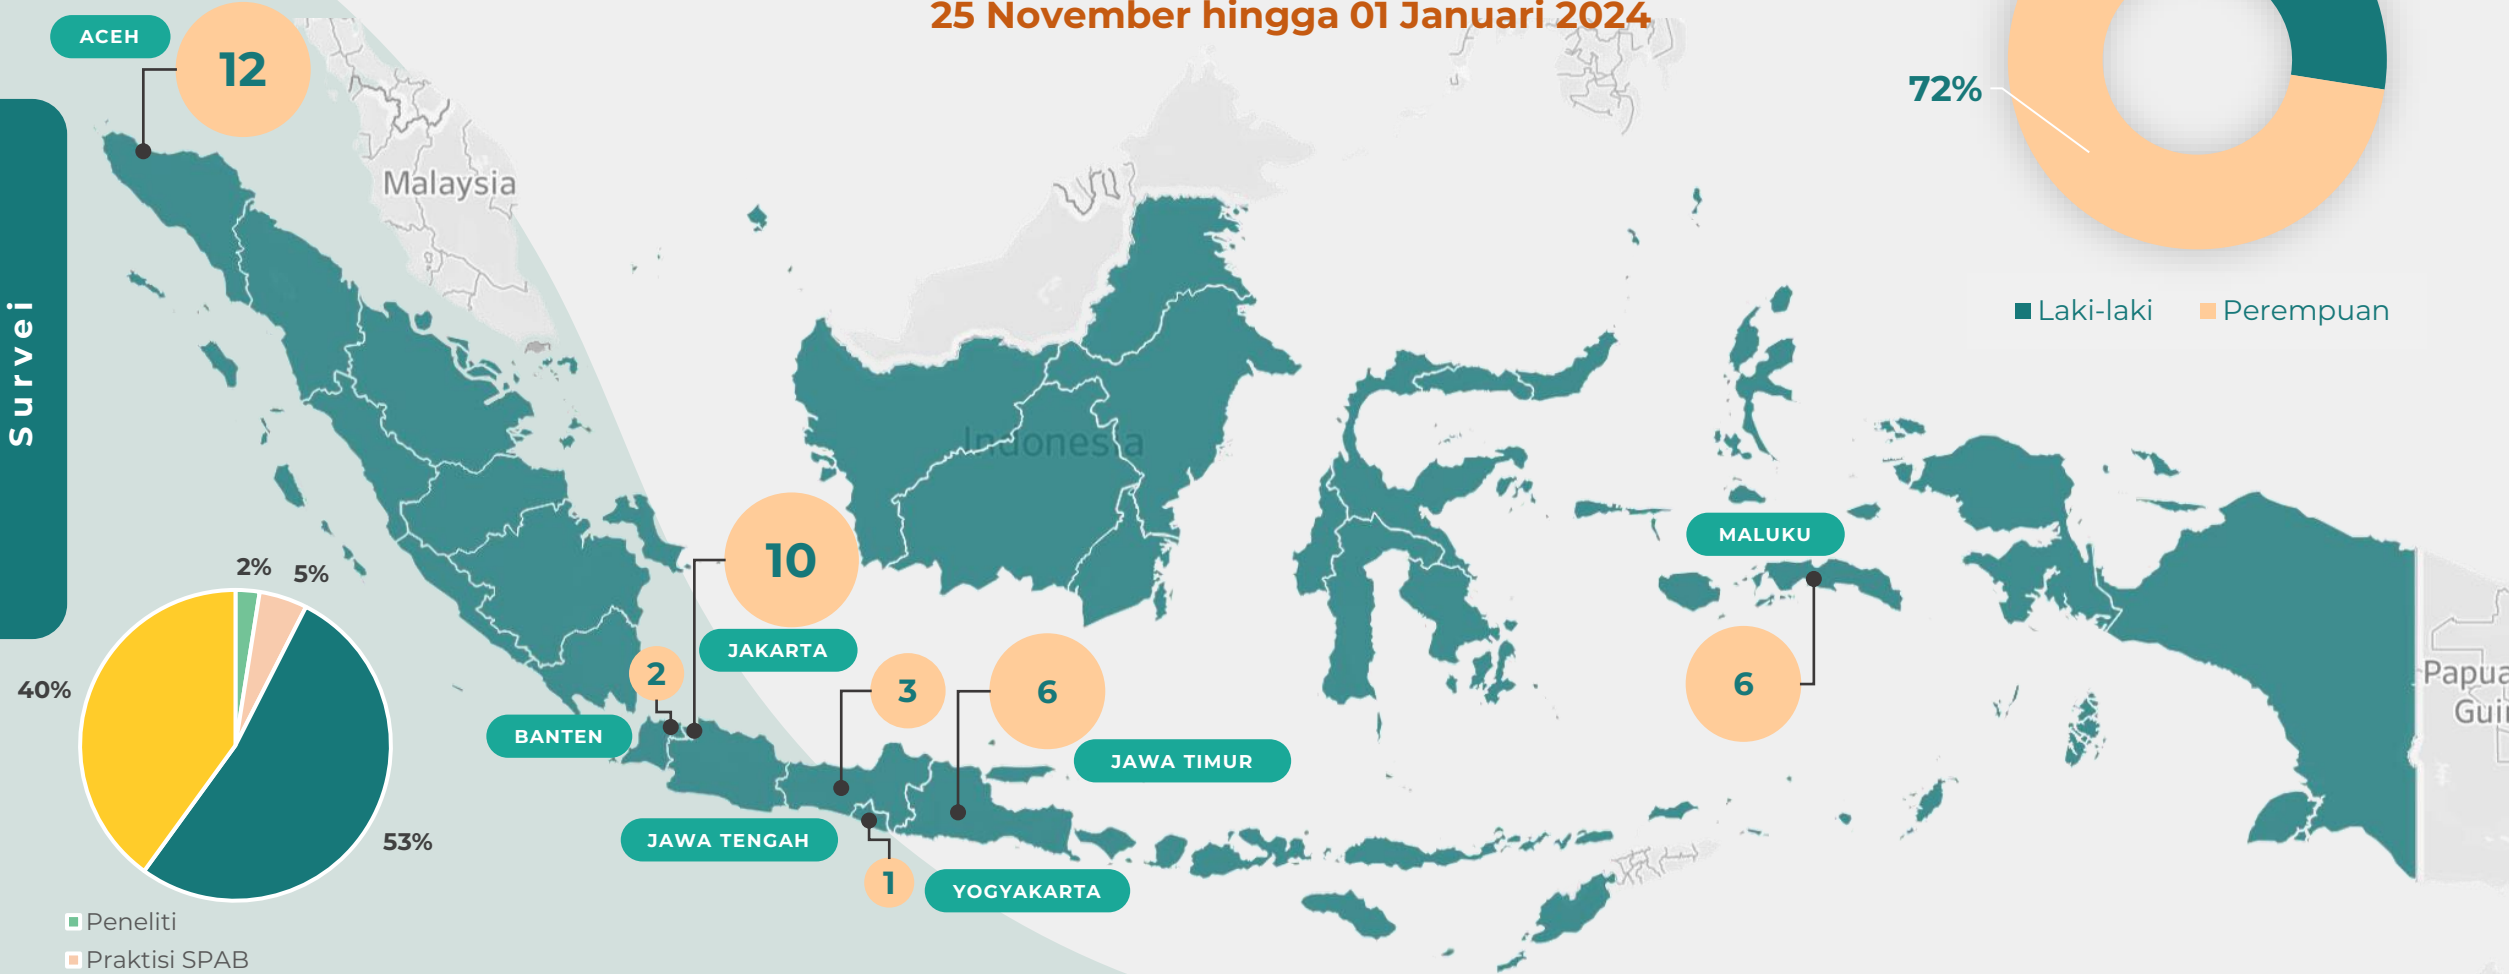 25 November hingga 01 Januari 2024
ACEH
12
72%
Malaysia
Laki-laki
Perempuan
Survei
Indonesia
MALUKU
10
2%
5%
JAKARTA
2
3
6
6
40%
BANTEN
JAWA TIMUR
JAWA TENGAH
53%
1
YOGYAKARTA
Peneliti
Praktisi SPAB
Papua